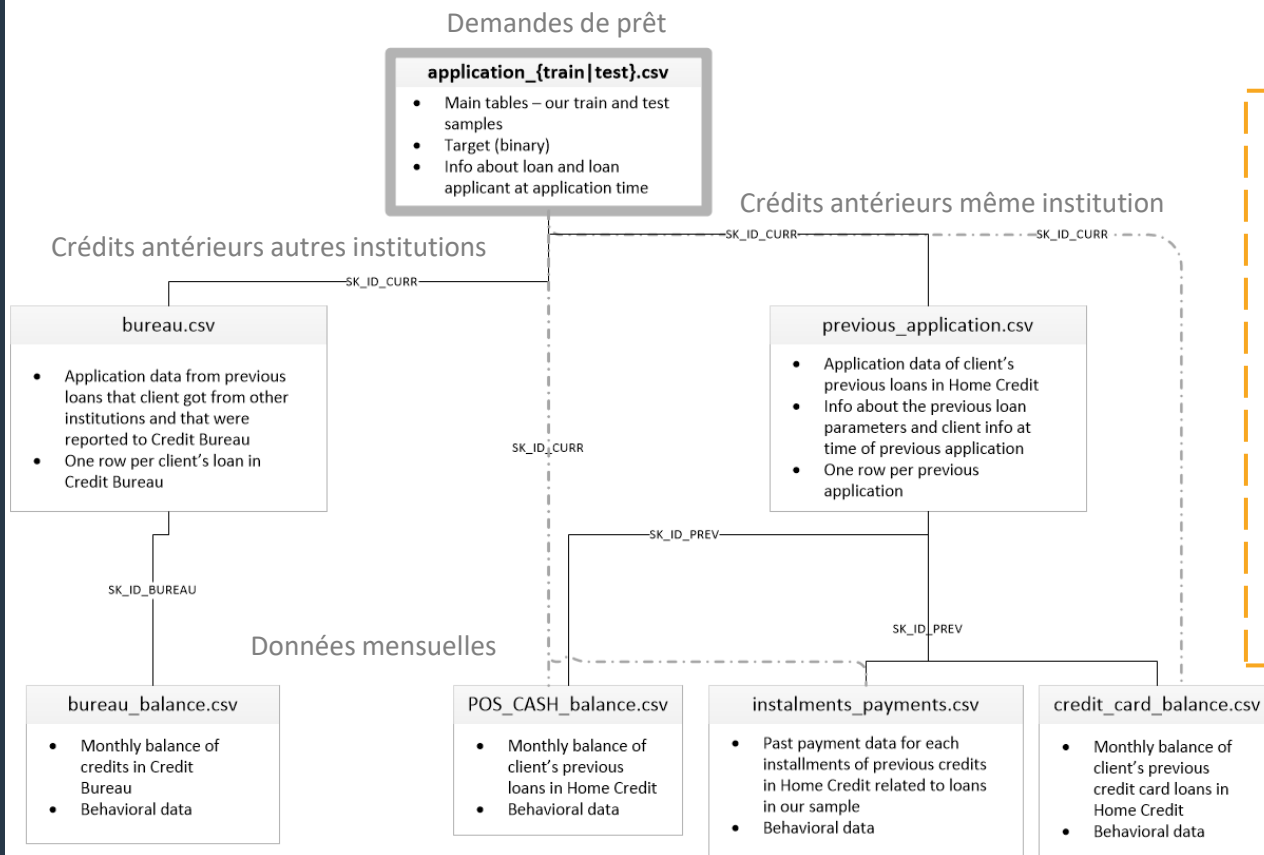 Demandes de prêt
application_{train|test}.csv
• Main tables – our train and test
samples
• Target (binary)
• Info about loan and loan
applicant at application time
Crédits antérieurs même institution
Crédits antérieurs autres institutions
SK_ID_CURR
SK_ID_CURR
SK_ID_CURR
bureau.csv
• Application data from previous
loans that client got from other
institutions and that were
reported to Credit Bureau
• One row per client's loan in
Credit Bureau
previous_application.csv
• Application data of client's
previous loans in Home Credit
• Info about the previous loan
parameters and client info at
time of previous application
• One row per previous
application
SK_ID_CURR
SK_ID_PREV
SK_ID_BUREAU
SK_ID_PREV
Données mensuelles
bureau_balance.csv
• Monthly balance of
credits in Credit
Bureau
• Behavioral data
POS_CASH_balance.csv
• Monthly balance of
client's previous
loans in Home Credit
• Behavioral data
instalments_payments.csv
• Past payment data for each
installments of previous credits
in Home Credit related to loans
in our sample
• Behavioral data
credit_card_balance.csv
• Monthly balance of
client's previous
credit card loans in
Home Credit
• Behavioral data